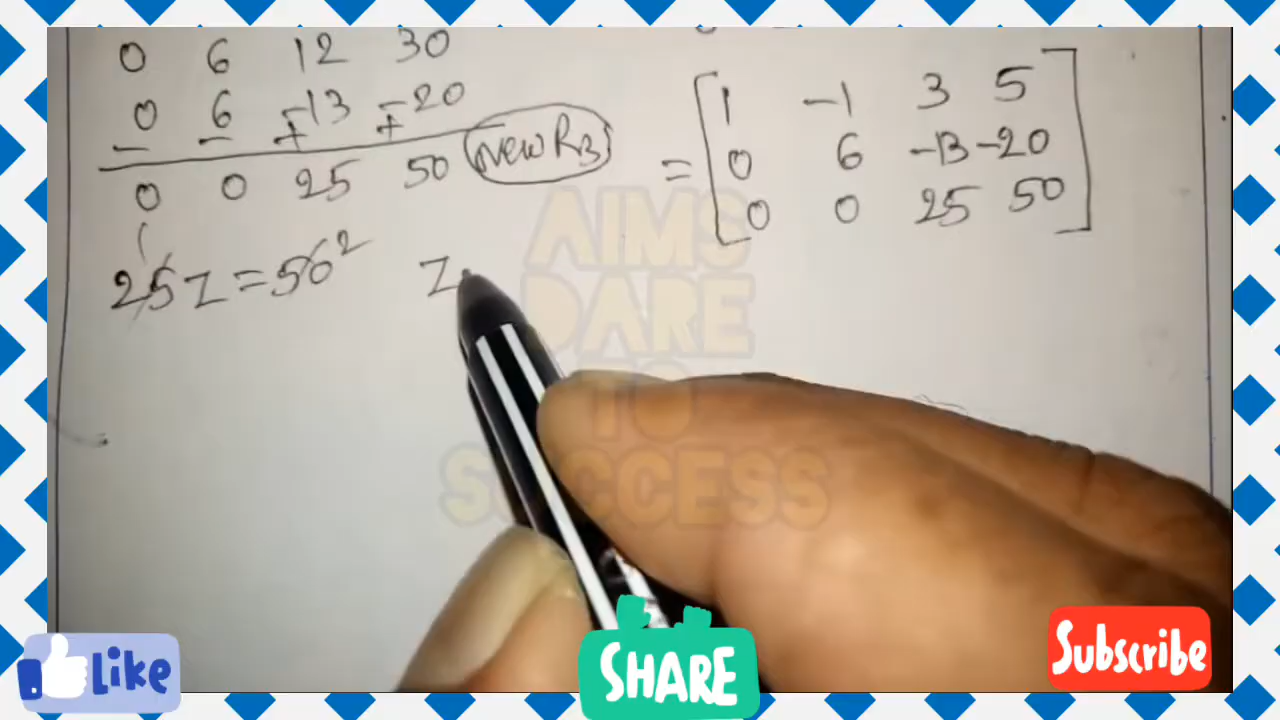 0 6 12 30
0 6 -13 -20
- - + +
0 0 25 50 New R3
1 -1 3 5
= 0 6 -13 -20
0 0 25 50
1
25z = 50 2
z
AIMS
DARE
TO
SUCCESS
Like
SHARE
Subscribe